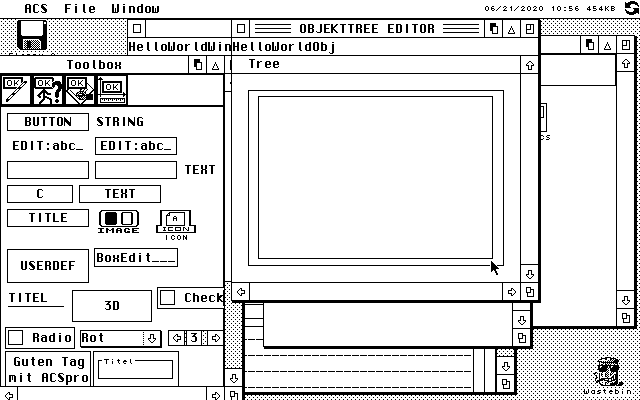 ACS File Window
06/21/2020 10:56 454KB
OBJEKTTREE EDITOR
HelloWorldWinHelloWorldObj
Toolbox
Tree
OK OK OK OK
BUTTON STRING
EDIT:abc_ EDIT:abc_
TEXT
C TEXT
TITLE IMAGE ICON
ICON
USERDEF BoxEdit___
TITEL 3D Check
Radio Rot 3
Guten Tag
mit ACSpro
Titel
Wastebin